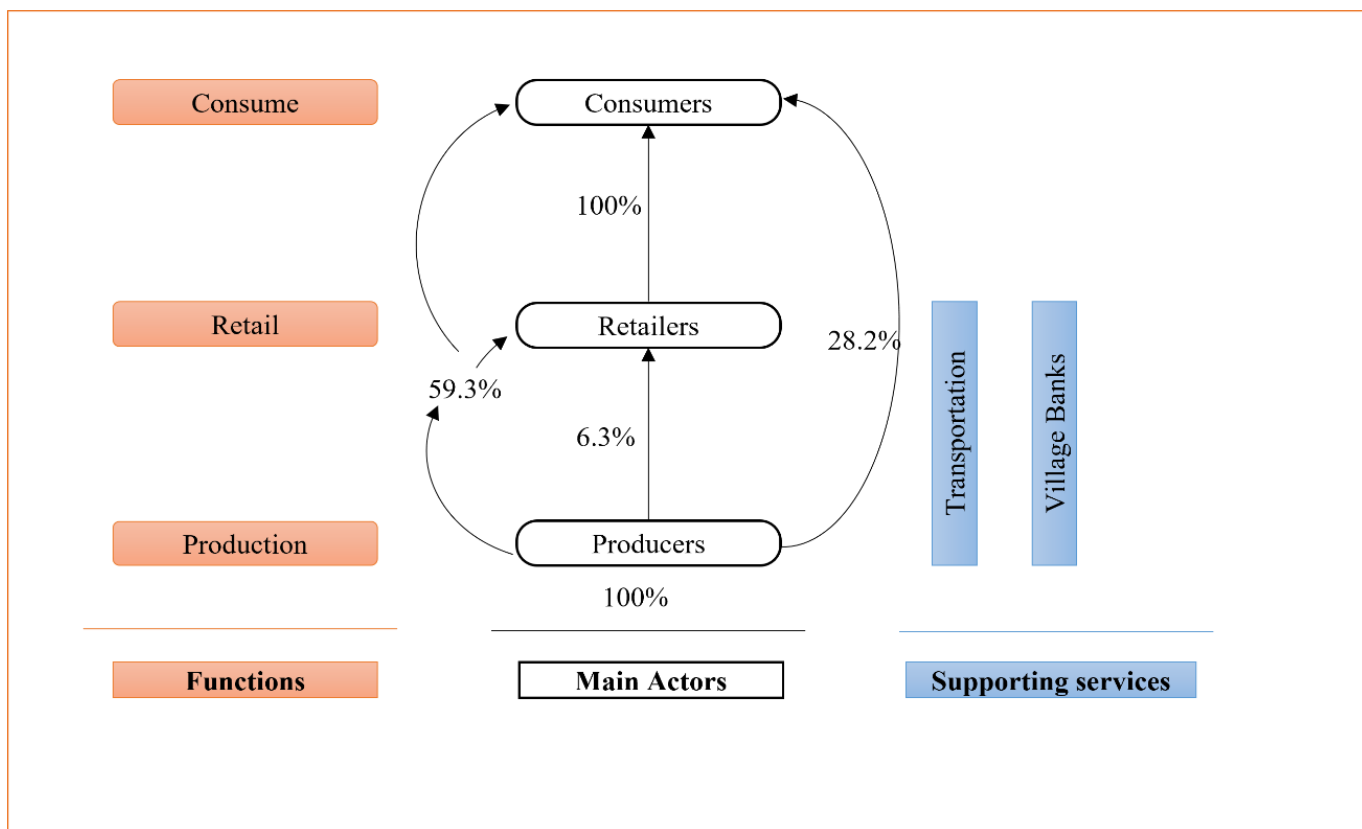 Consume
Consumers
100%
Retail
Retailers
28.2%
59.3%
6.3%
Transportation
Village Banks
Production
Producers
100%
Functions
Main Actors
Supporting services